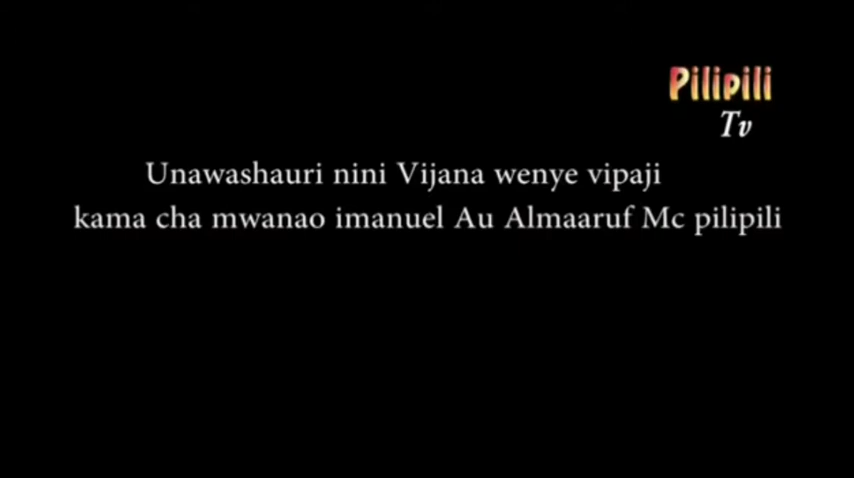 Pilipili
Tv
Unawashauri nini Vijana wenye vipaji
kama cha mwanao imanuel Au Almaaruf Mc pilipili